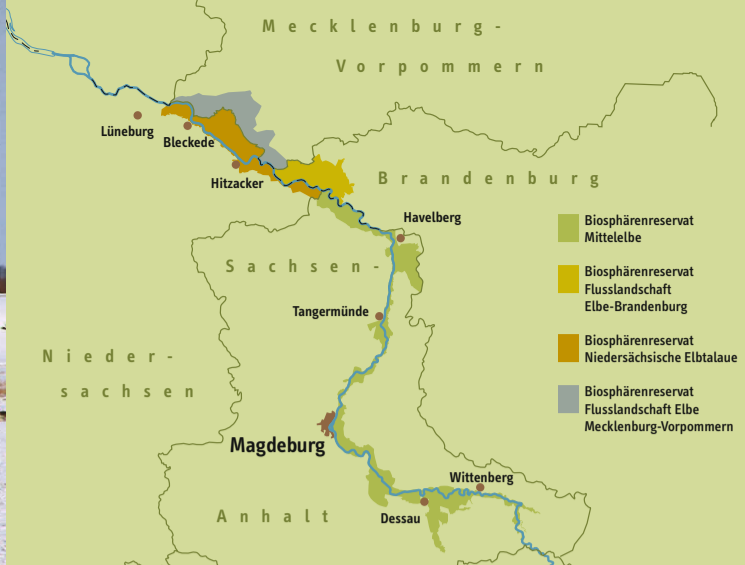 Mecklenburg-
Vorpommern
Lüneburg
Bleckede
Hitzacker
Brandenburg
Havelberg
Sachsen-
Tangermünde
Nieder-
sachsen
Magdeburg
Wittenberg
Dessau
Anhalt
Biosphärenreservat
Mittelelbe
Biosphärenreservat
Flusslandschaft
Elbe-Brandenburg
Biosphärenreservat
Niedersächsische Elbtalaue
Biosphärenreservat
Flusslandschaft Elbe
Mecklenburg-Vorpommern